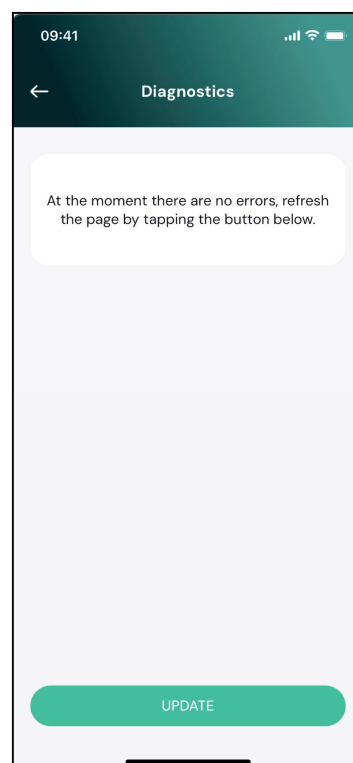 09:41
Diagnostics
At the moment there are no errors, refresh
the page by tapping the button below.
UPDATE